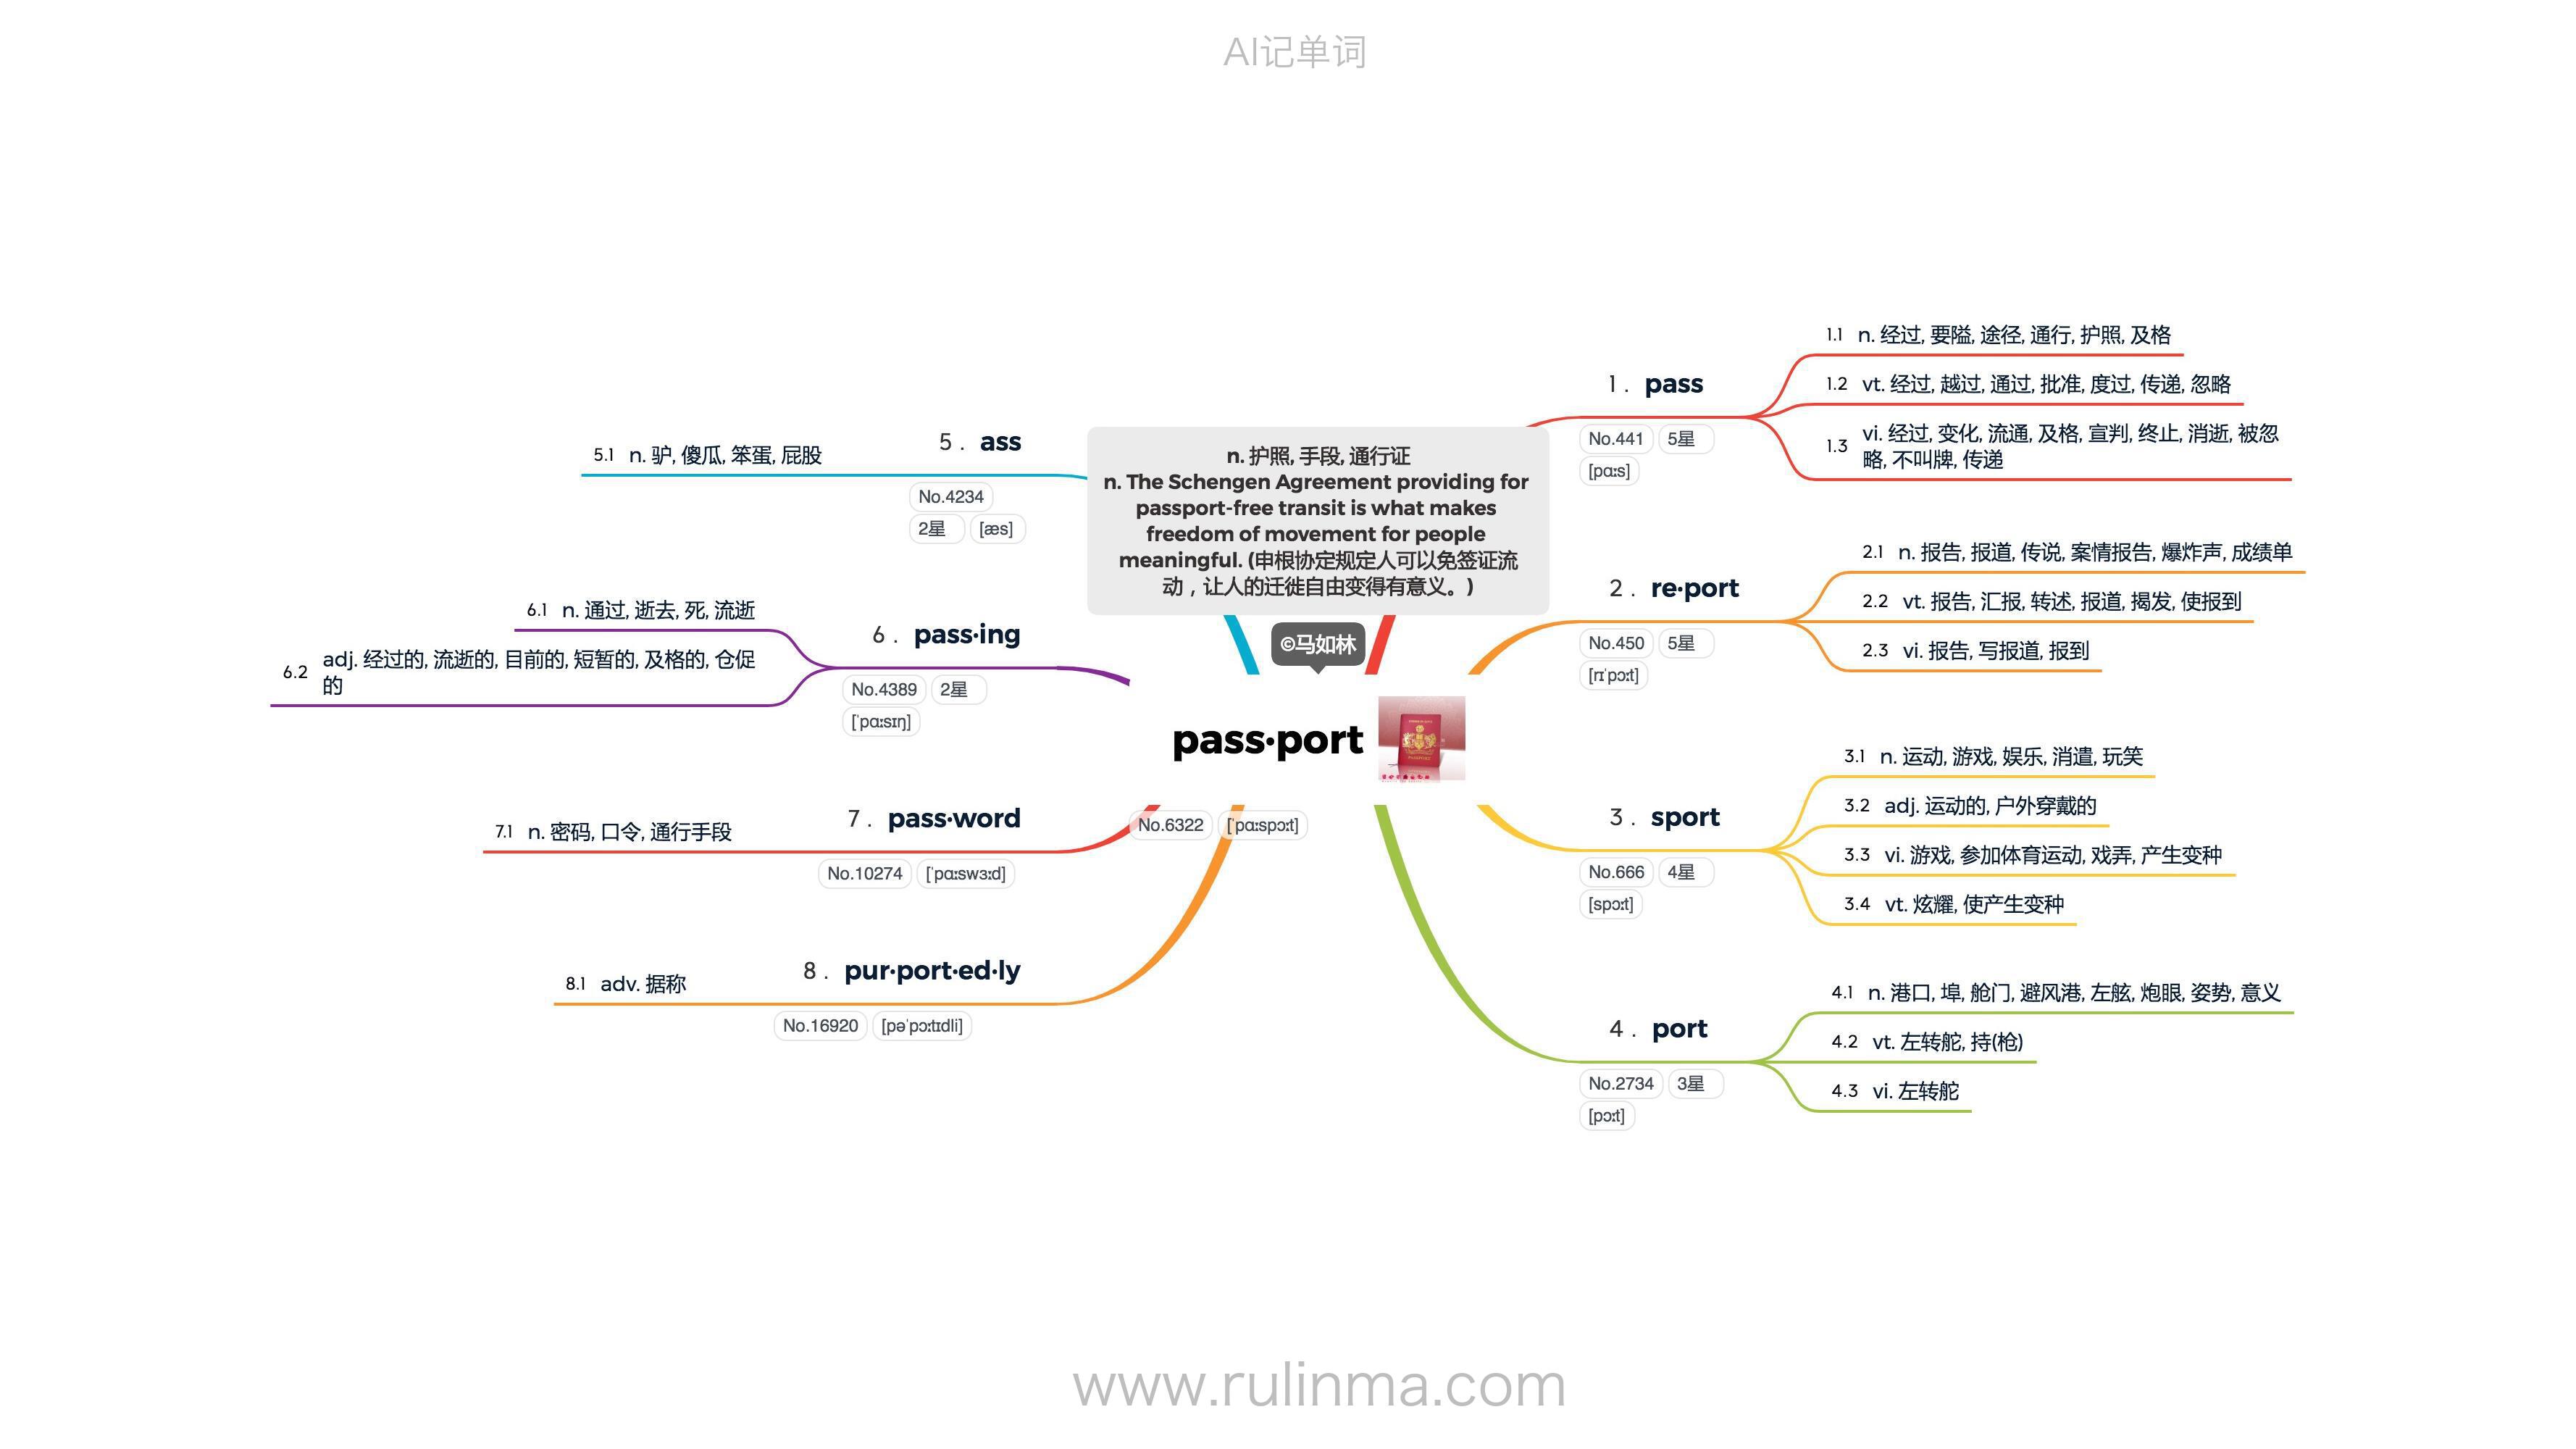 AI记单词
n. 护照, 手段, 通行证
n. The Schengen Agreement providing for
passport-free transit is what makes
freedom of movement for people
meaningful. (申根协定规定人可以免签证流
动，让人的迁徙自由变得有意义。)
©马如林
pass·port
No.6322 [ˈpɑːspɔːt]
1. pass
No.441 5星
[pɑːs]
1.1 n. 经过, 要隘, 途径, 通行, 护照, 及格
1.2 vt. 经过, 越过, 通过, 批准, 度过, 传递, 忽略
1.3 vi. 经过, 变化, 流通, 及格, 宣判, 终止, 消逝, 被忽
略, 不叫牌, 传递
2. re·port
No.450 5星
[rɪˈpɔːt]
2.1 n. 报告, 报道, 传说, 案情报告, 爆炸声, 成绩单
2.2 vt. 报告, 汇报, 转述, 报道, 揭发, 使报到
2.3 vi. 报告, 写报道, 报到
3. sport
No.666 4星
[spɔːt]
3.1 n. 运动, 游戏, 娱乐, 消遣, 玩笑
3.2 adj. 运动的, 户外穿戴的
3.3 vi. 游戏, 参加体育运动, 戏弄, 产生变种
3.4 vt. 炫耀, 使产生变种
4. port
No.2734 3星
[pɔːt]
4.1 n. 港口, 埠, 舱门, 避风港, 左舷, 炮眼, 姿势, 意义
4.2 vt. 左转舵, 持(枪)
4.3 vi. 左转舵
5. ass
No.4234
2星 [æs]
5.1 n. 驴, 傻瓜, 笨蛋, 屁股
6. pass·ing
No.4389 2星
[ˈpɑːsɪŋ]
6.1 n. 通过, 逝去, 死, 流逝
6.2 adj. 经过的, 流逝的, 目前的, 短暂的, 及格的, 仓促
的
7. pass·word
No.10274 [ˈpɑːswɜːd]
7.1 n. 密码, 口令, 通行手段
8. pur·port·ed·ly
No.16920 [pəˈpɔːtɪdli]
8.1 adv. 据称
www.rulinma.com